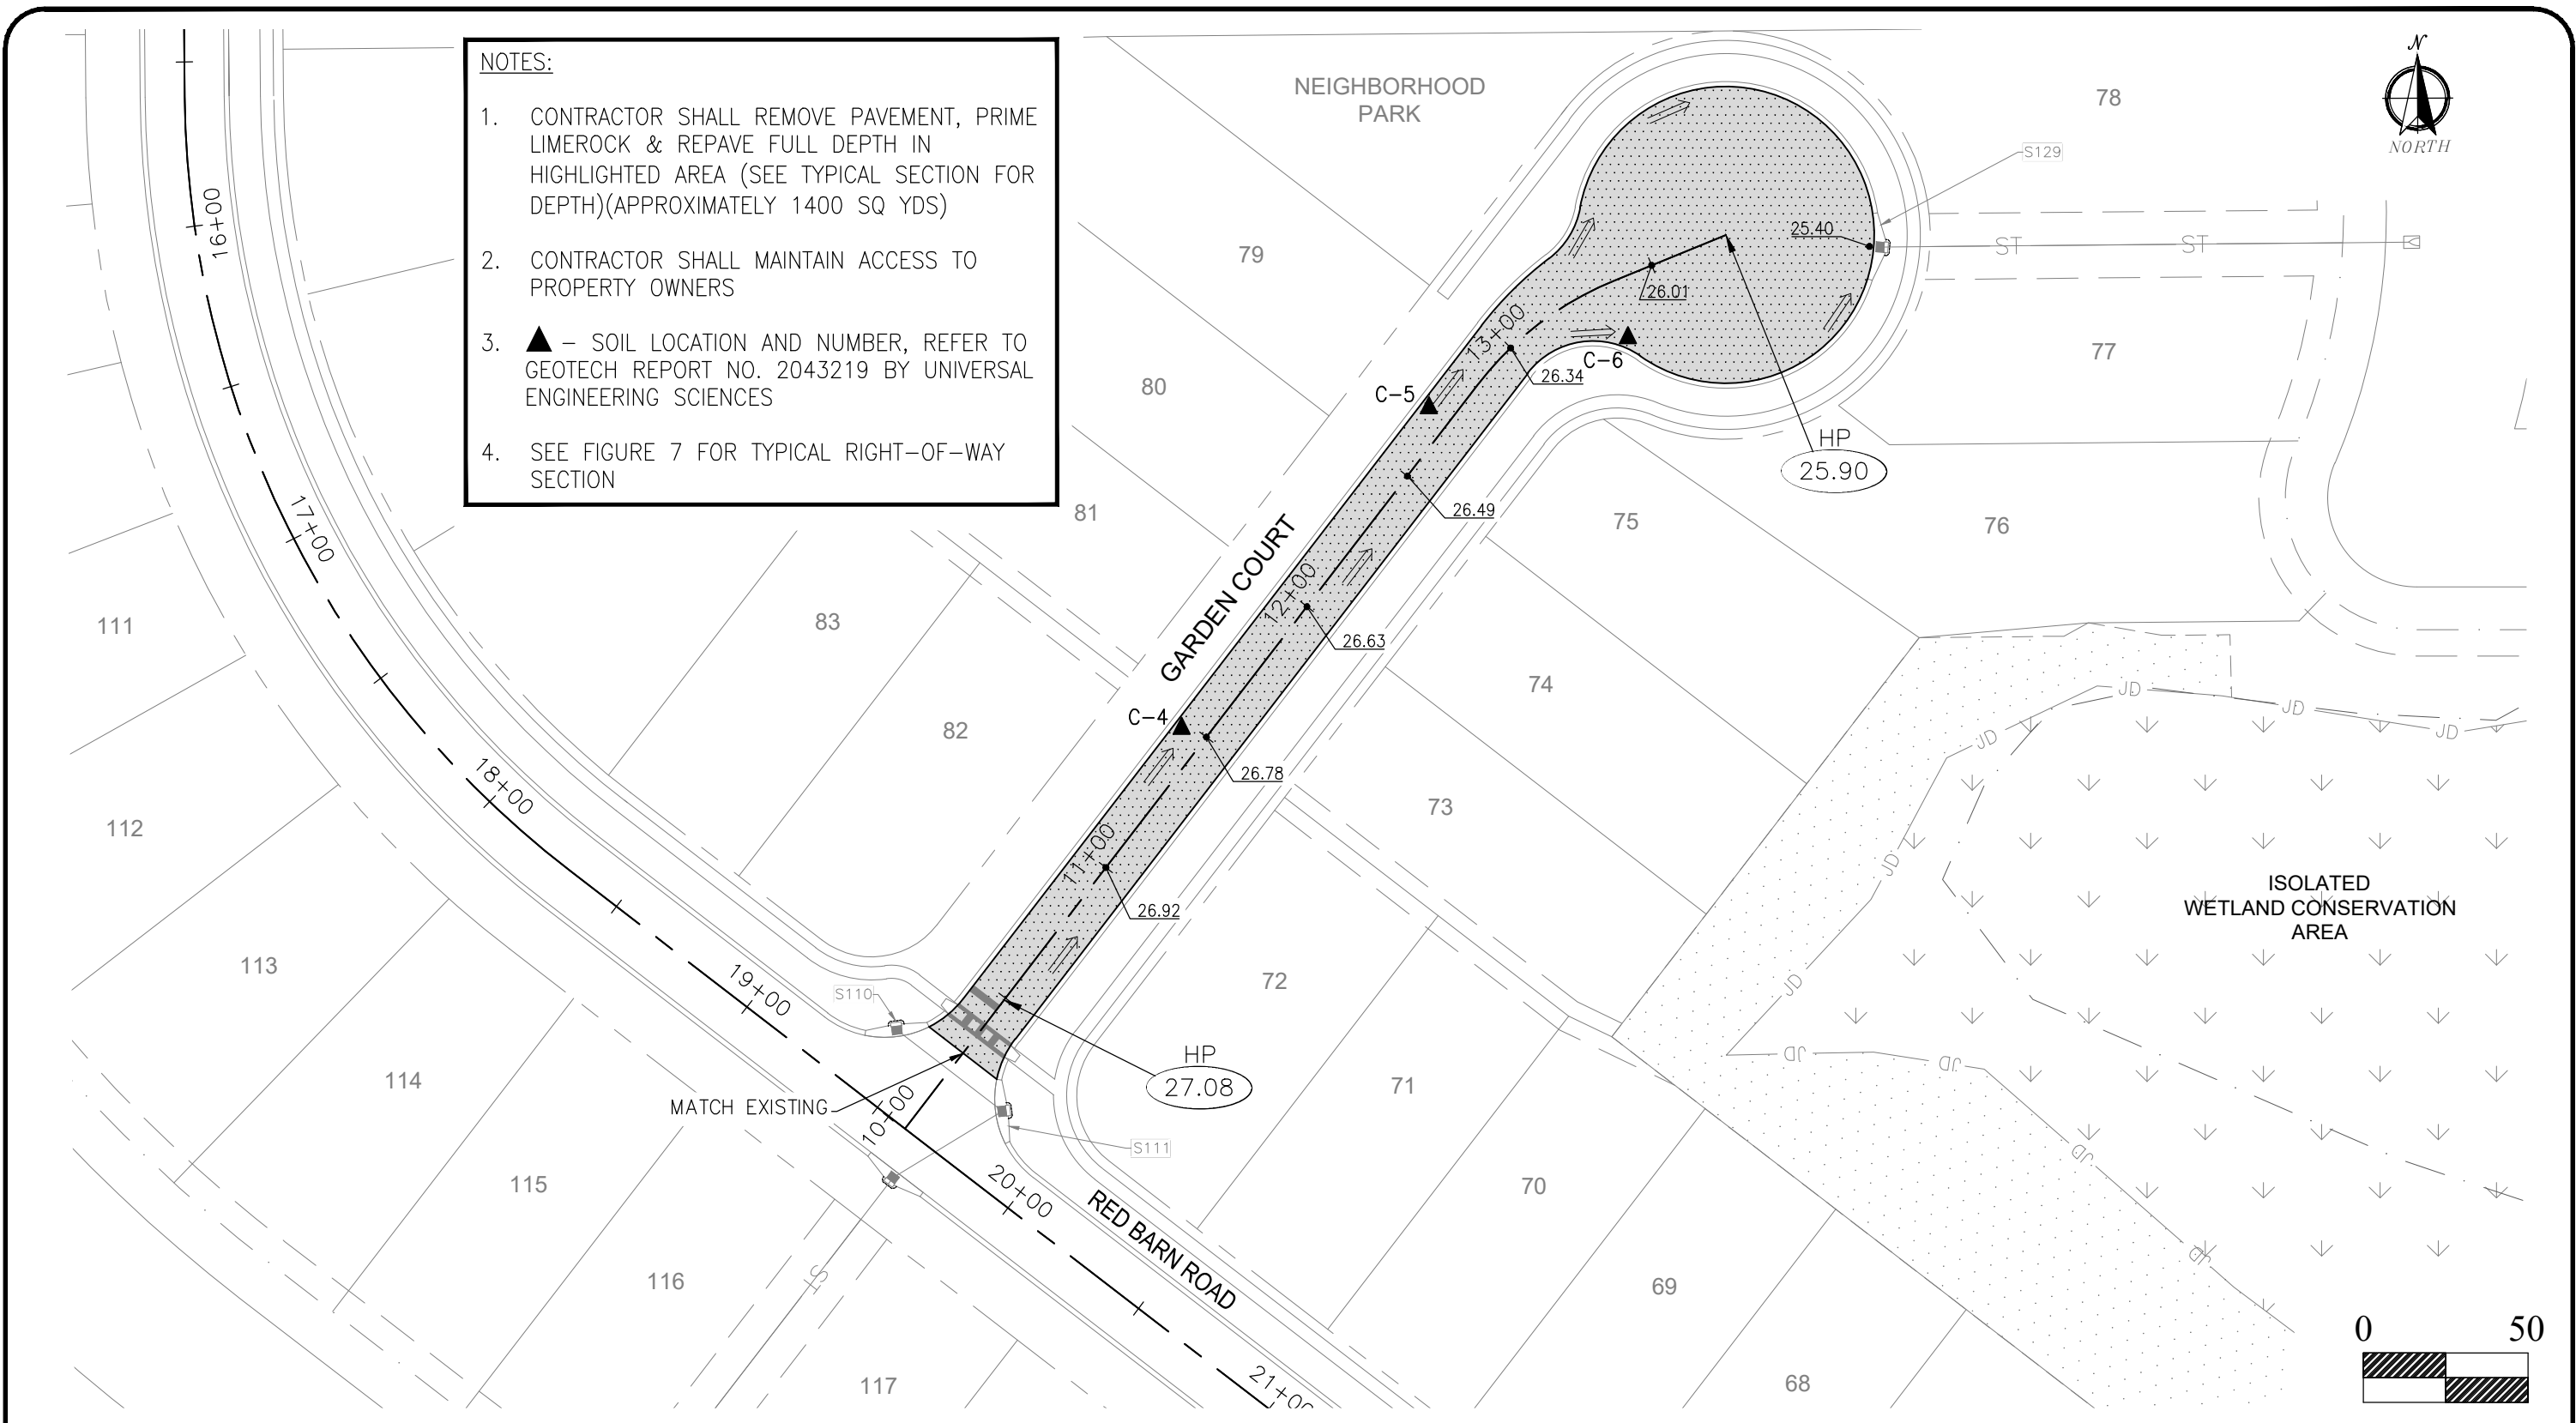 NOTES:
1. CONTRACTOR SHALL REMOVE PAVEMENT, PRIME
LIMEROCK & REPAVE FULL DEPTH IN
HIGHLIGHTED AREA (SEE TYPICAL SECTION FOR
DEPTH)(APPROXIMATELY 1400 SQ YDS)
2. CONTRACTOR SHALL MAINTAIN ACCESS TO
PROPERTY OWNERS
3. ▲ – SOIL LOCATION AND NUMBER, REFER TO
GEOTECH REPORT NO. 2043219 BY UNIVERSAL
ENGINEERING SCIENCES
4. SEE FIGURE 7 FOR TYPICAL RIGHT–OF–WAY
SECTION
NEIGHBORHOOD
PARK
N
NORTH
78
S129
16+00
79
25.40
ST
ST
26.01
13+00
77
C-6
26.34
80
C-5
HP
25.90
26.49
81
75
76
17+00
GARDEN COURT
12+00
111
83
26.63
74
JD
JD
JD
JD
C-4
82
26.78
18+00
73
112
11+00
JD
ISOLATED
WETLAND CONSERVATION
AREA
26.92
113
19+00
S110
72
JD
HP
27.08
JD
JD
114
71
MATCH EXISTING
10+00
S111
JD
115
20+00
70
RED BARN ROAD
JD
116
ST
69
0 50
117
21+00
68